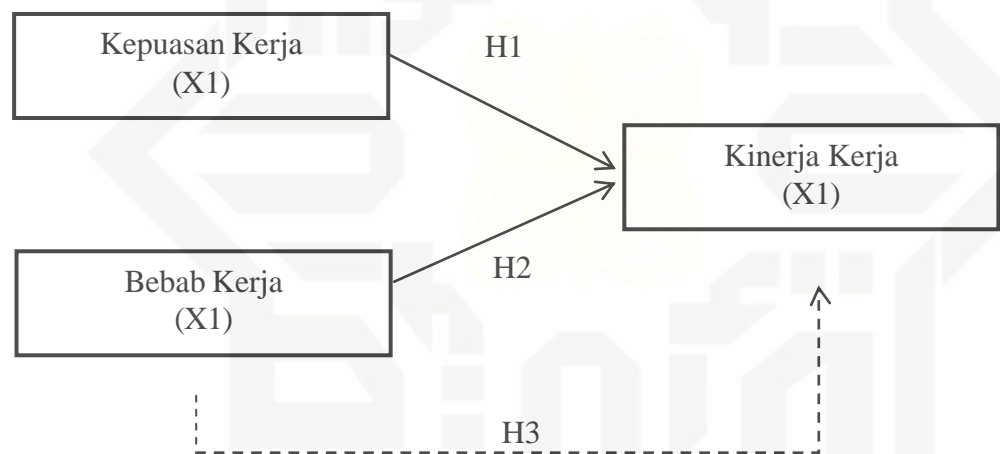 Kepuasan Kerja
(X1)
H1
Kinerja Kerja
(X1)
Bebab Kerja
(X1)
H2
H3